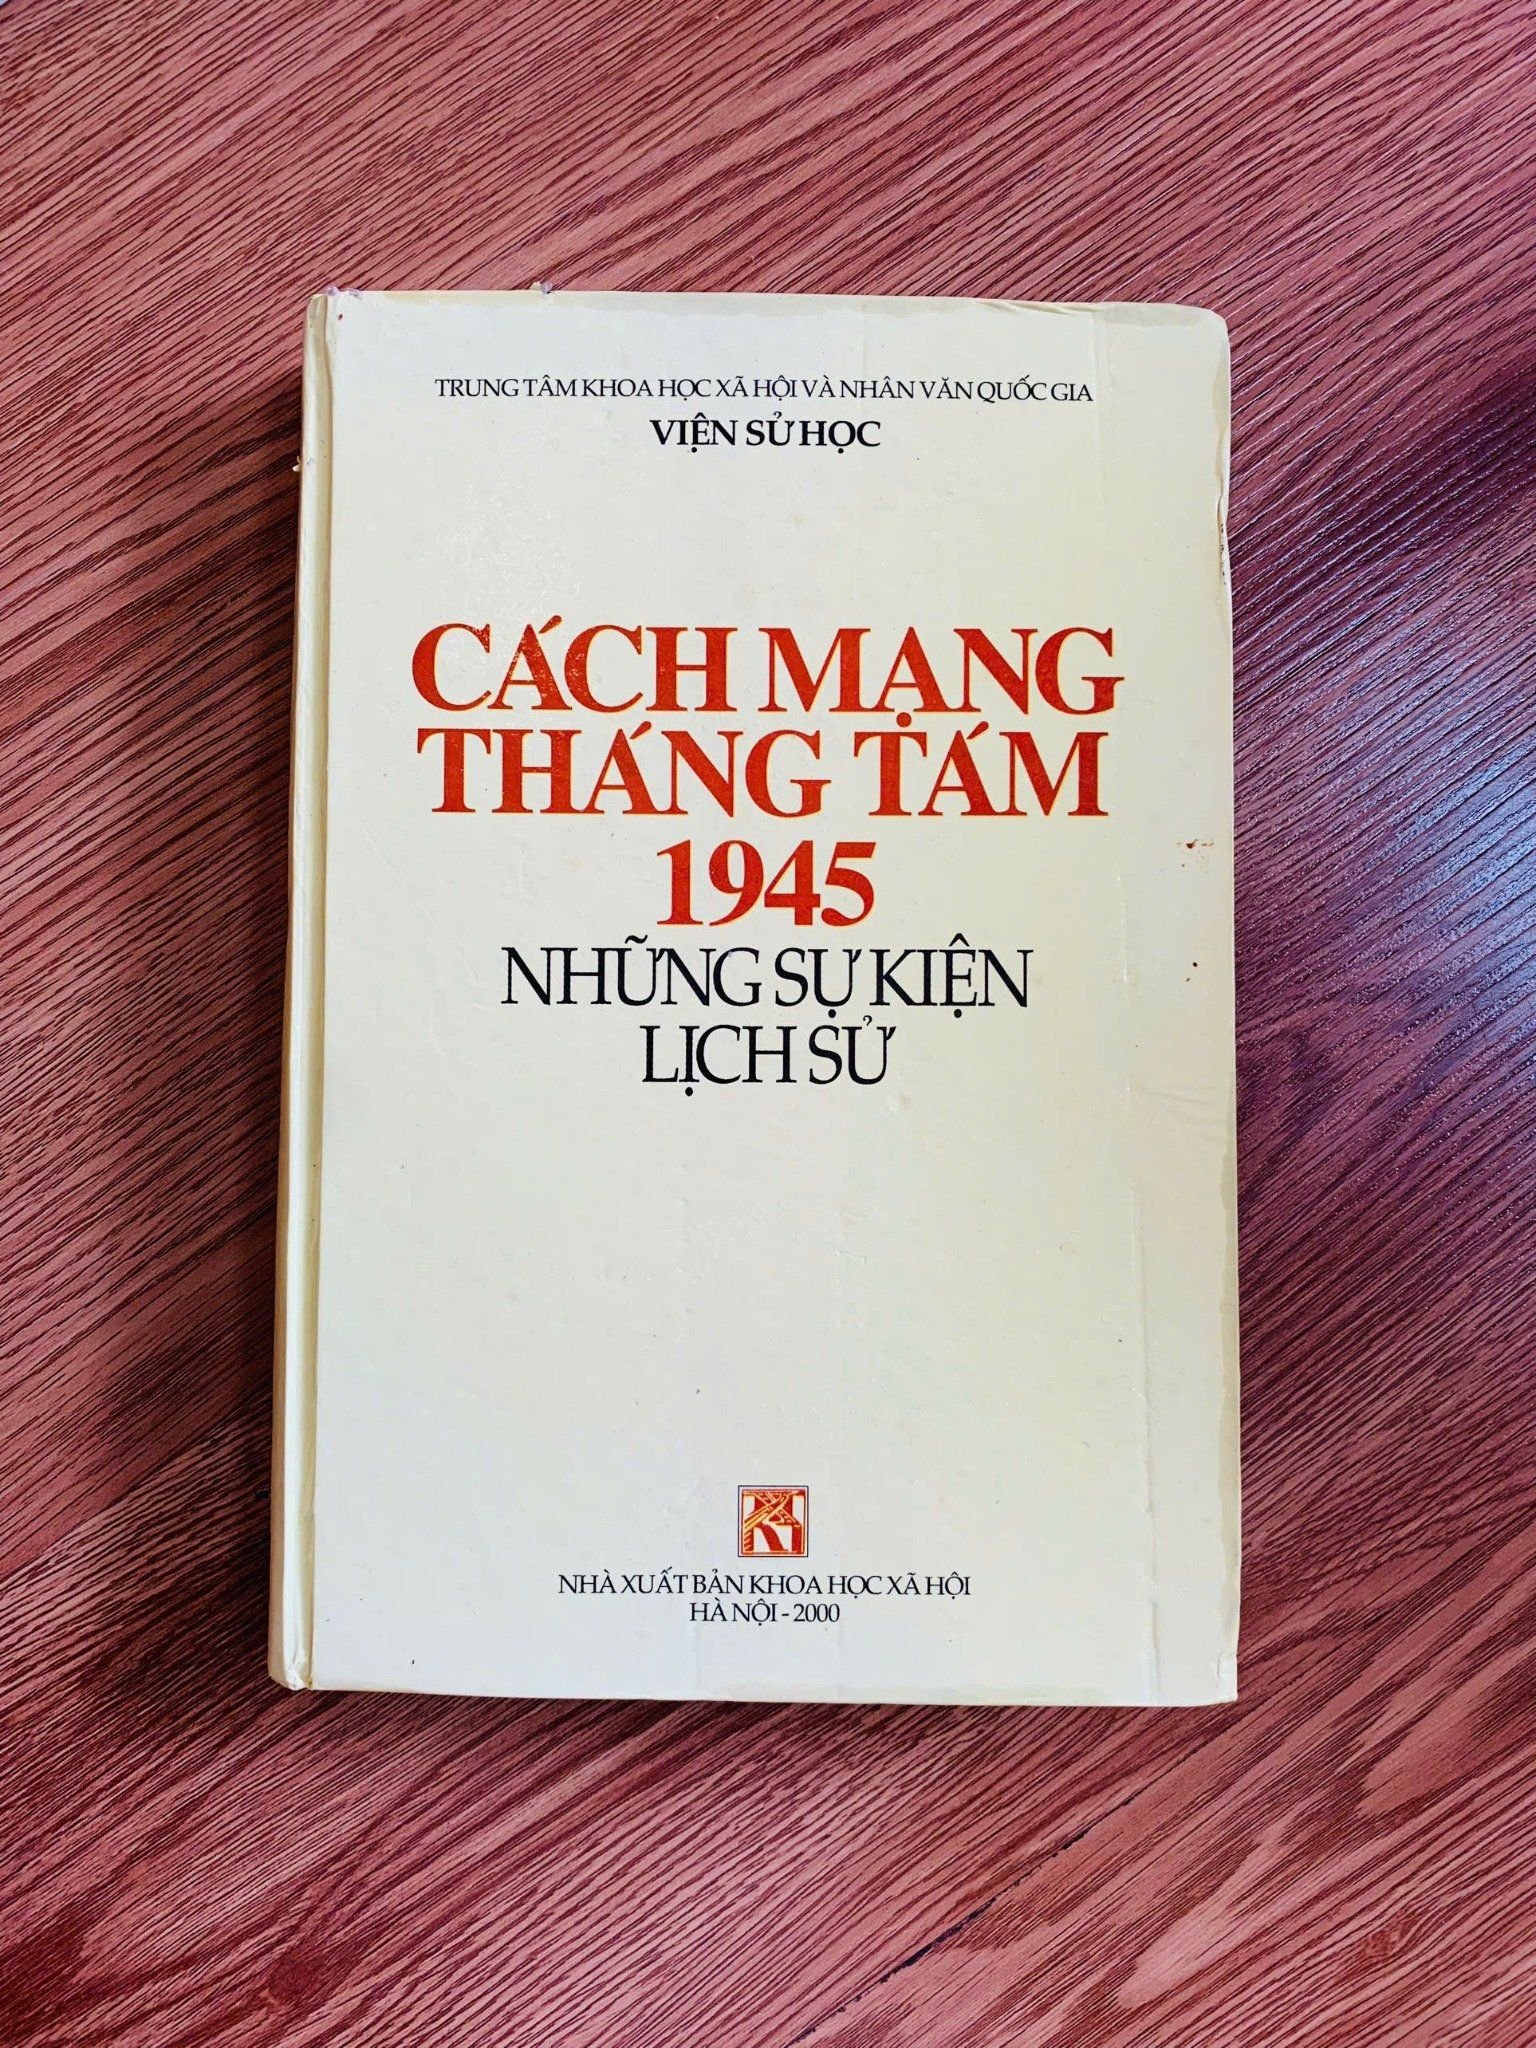 TRUNG TÂM KHOA HỌC XÃ HỘI VÀ NHÂN VĂN QUỐC GIA
VIỆN SỬ HỌC
CÁCH MẠNG
THÁNG TÁM
1945
NHỮNG SỰ KIỆN
LỊCH SỬ
NHÀ XUẤT BẢN KHOA HỌC XÃ HỘI
HÀ NỘI - 2000